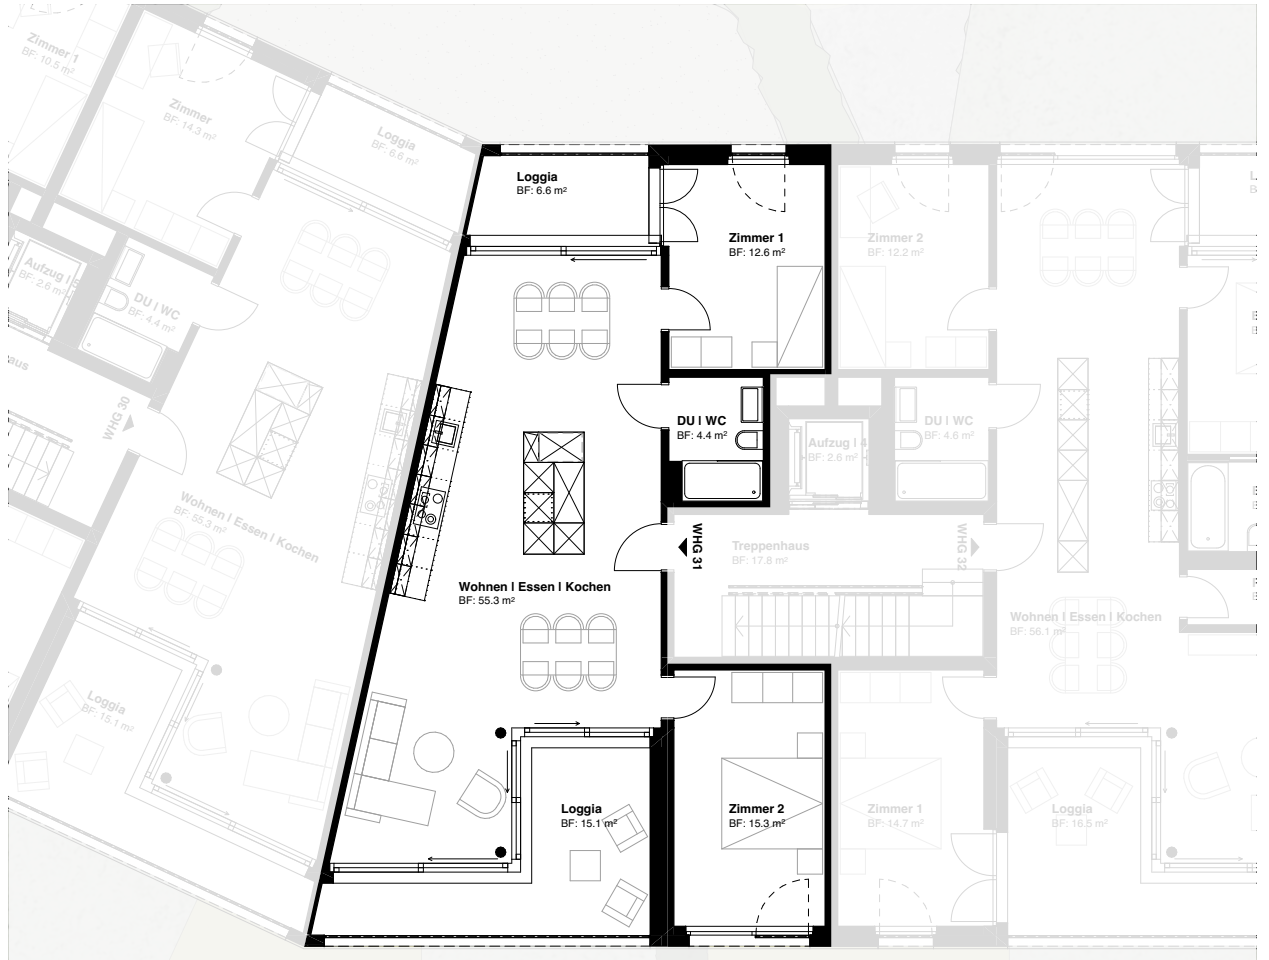 Zimmer 1
BF: 10.5 m²
Zimmer
BF: 14.3 m²
Loggia
BF: 6.6 m²
Aufzug I
BF: 2.6 m²
DU I WC
BF: 4.4 m²
WHG 30
Wohnen I Essen I Kochen
BF: 55.3 m²
Loggia
BF: 15.1 m²
Loggia
BF: 6.6 m²
Zimmer 1
BF: 12.6 m²
DU I WC
BF: 4.4 m²
WHG 31
Wohnen I Essen I Kochen
BF: 55.3 m²
Loggia
BF: 15.1 m²
Zimmer 2
BF: 15.3 m²
Aufzug I 4
BF: 2.6 m²
Treppenhaus
BF: 17.8 m²
WHG 32
Zimmer 2
BF: 12.2 m²
DU I WC
BF: 4.6 m²
Wohnen I Essen I Kochen
BF: 56.1 m²
Zimmer 1
BF: 14.7 m²
Loggia
BF: 16.5 m²